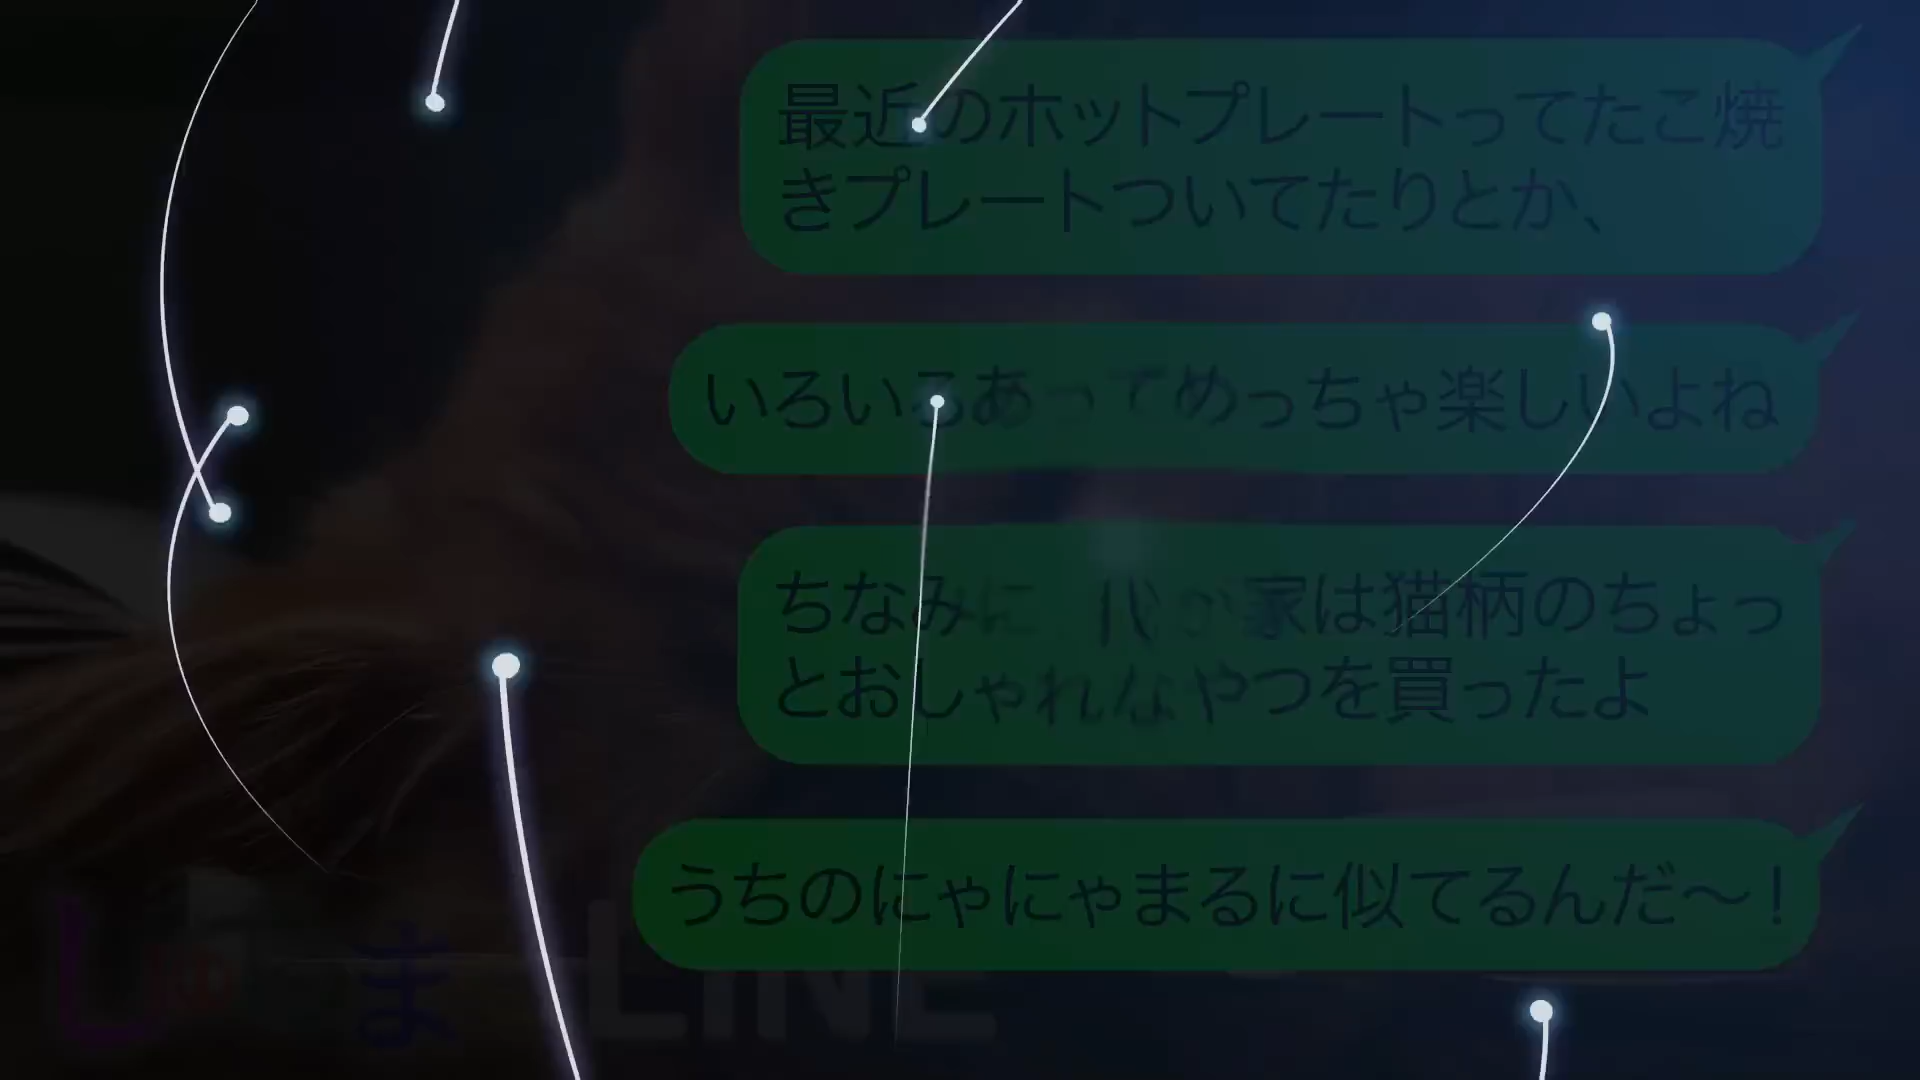 最近のホットプレートってたこ焼
きプレートついてたりとか、
いろいろあってめっちゃ楽しいよね
ちなみに 家は猫柄のちょっ
とおしゃれなやつを買ったよ
うちのにゃにゃまるに似てるんだ〜！
ま LINE